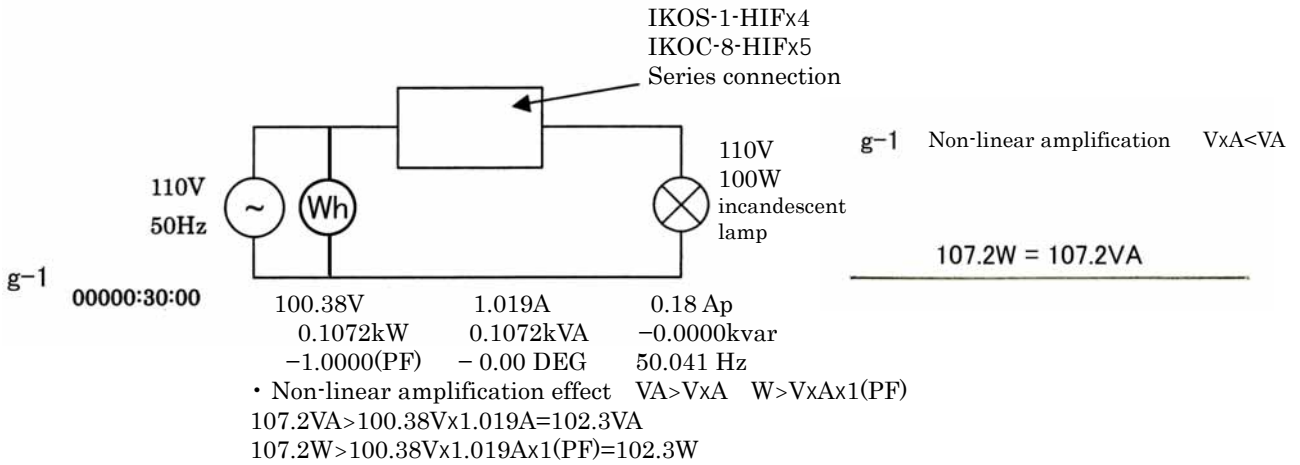 IKOS-1-HIFx4
IKOC-8-HIFx5
Series connection
g-1 Non-linear amplification VxA<VA
110V
50Hz
~
Wh
110V
100W
incandescent
lamp
107.2W = 107.2VA
g-1
00000:30:00
100.38V 1.019A 0.18 Ap
0.1072kW 0.1072kVA −0.0000kvar
−1.0000(PF) − 0.00 DEG 50.041 Hz
・Non-linear amplification effect VA>VxA W>VxAx1(PF)
107.2VA>100.38Vx1.019A=102.3VA
107.2W>100.38Vx1.019Ax1(PF)=102.3W